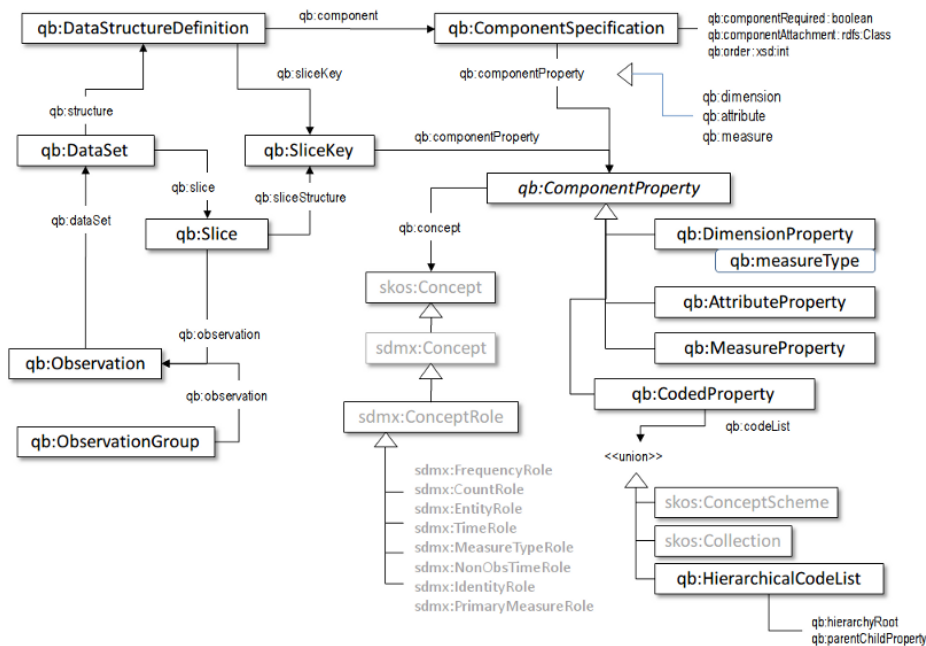 qb:DataStructureDefinition
qb:component
qb:ComponentSpecification
qb:componentRequired : boolean
qb:componentAttachment : rdfs:Class
qb:order : xsd:int
qb:sliceKey
qb:componentProperty
qb:dimension
qb:attribute
qb:measure
qb:structure
qb:DataSet
qb:SliceKey
qb:componentProperty
qb:slice
qb:sliceStructure
qb:ComponentProperty
qb:dataSet
qb:Slice
qb:concept
qb:DimensionProperty
qb:measureType
skos:Concept
qb:AttributeProperty
qb:observation
sdmx:Concept
qb:MeasureProperty
qb:Observation
qb:observation
qb:CodedProperty
sdmx:ConceptRole
qb:codeList
qb:ObservationGroup
<<union>>
sdmx:FrequencyRole
sdmx:CountRole
sdmx:EntityRole
sdmx:TimeRole
sdmx:MeasureTypeRole
sdmx:NonObsTimeRole
sdmx:IdentityRole
sdmx:PrimaryMeasureRole
skos:ConceptScheme
skos:Collection
qb:HierarchicalCodeList
qb:hierarchyRoot
qb:parentChildProperty